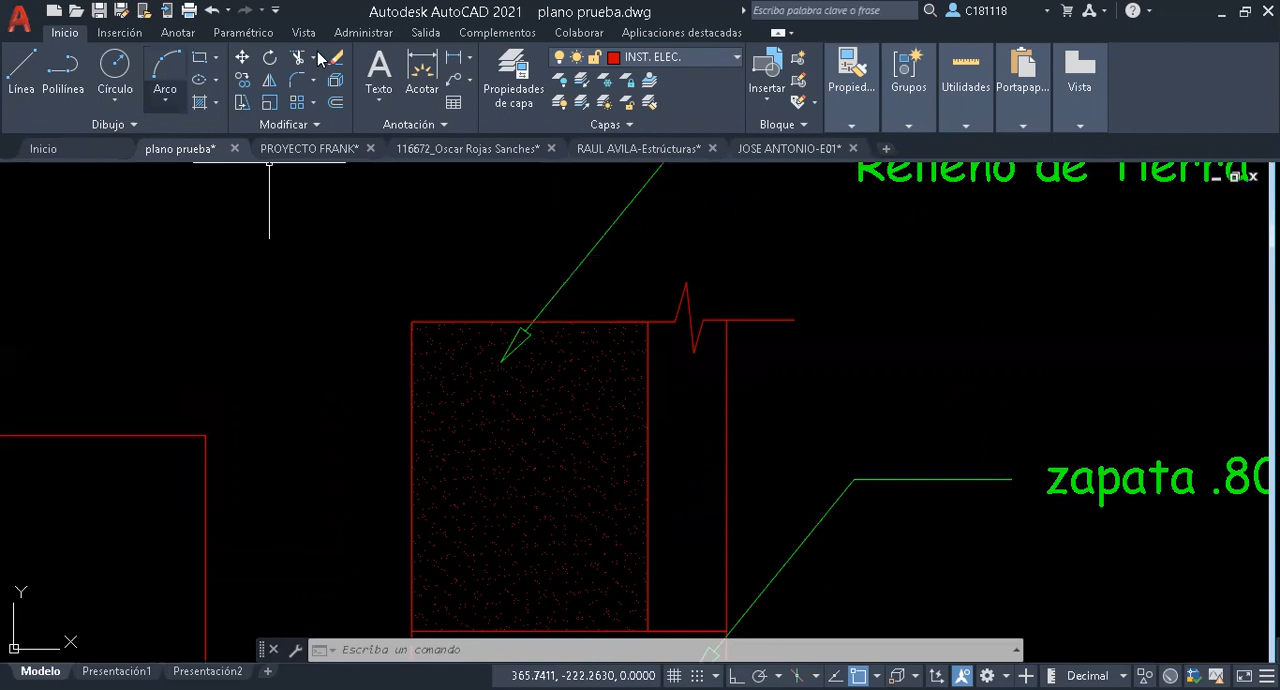 Autodesk AutoCAD 2021 plano prueba.dwg
Escriba palabra clave o frase
C181118
Inicio Inserción Anotar Paramétrico Vista Administrar Salida Complementos Colaborar Aplicaciones destacadas
INST. ELEC.
Línea Polilínea Círculo Arco Texto Acotar Propiedades de capa Insertar Propied... Grupos Utilidades Portapap... Vista
Dibujo Modificar Anotación Capas Bloque
Inicio plano prueba* PROYECTO FRANK* 116672_Oscar Rojas Sanches* RAUL AVILA-Estrúcturas* JOSE ANTONIO-E01*
Relleno de Tierra
zapata .80
Y
X
Escriba un comando
Modelo Presentación1 Presentación2
365.7411, -222.2630, 0.0000
Decimal